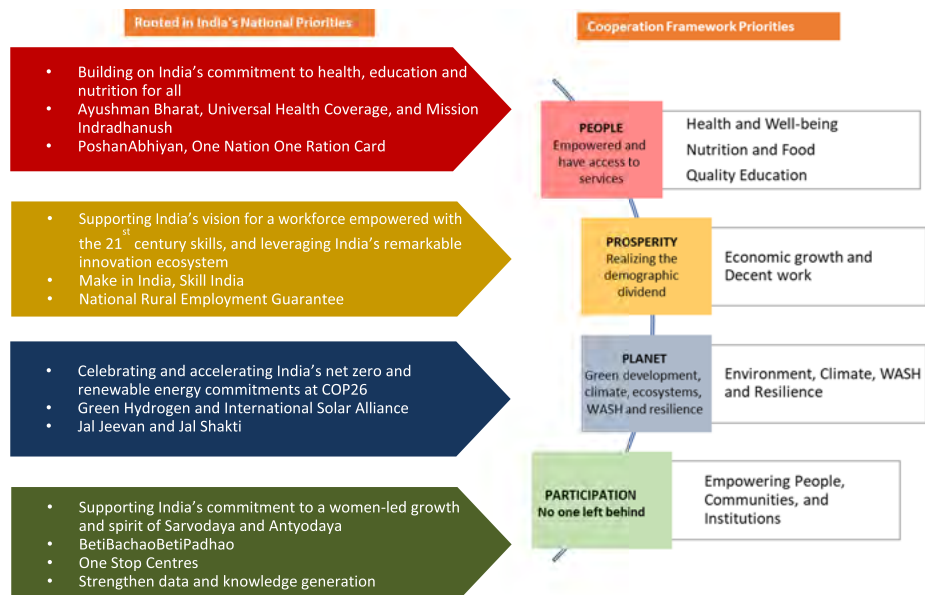 Rooted in India's National Priorities
• Building on India's commitment to health, education and
nutrition for all
• Ayushman Bharat, Universal Health Coverage, and Mission
Indradhanush
• PoshanAbhiyan, One Nation One Ration Card
• Supporting India's vision for a workforce empowered with
the 21st century skills, and leveraging India's remarkable
innovation ecosystem
• Make in India, Skill India
• National Rural Employment Guarantee
• Celebrating and accelerating India's net zero and
renewable energy commitments at COP26
• Green Hydrogen and International Solar Alliance
• Jal Jeevan and Jal Shakti
• Supporting India's commitment to a women-led growth
and spirit of Sarvodaya and Antyodaya
• BetiBachaoBetiPadhao
• One Stop Centres
• Strengthen data and knowledge generation
Cooperation Framework Priorities
PEOPLE
Empowered and
have access to
services
Health and Well-being
Nutrition and Food
Quality Education
PROSPERITY
Realizing the
demographic
dividend
Economic growth and
Decent work
PLANET
Green development,
climate, ecosystems,
WASH and resilience
Environment, Climate, WASH
and Resilience
PARTICIPATION
No one left behind
Empowering People,
Communities, and
Institutions